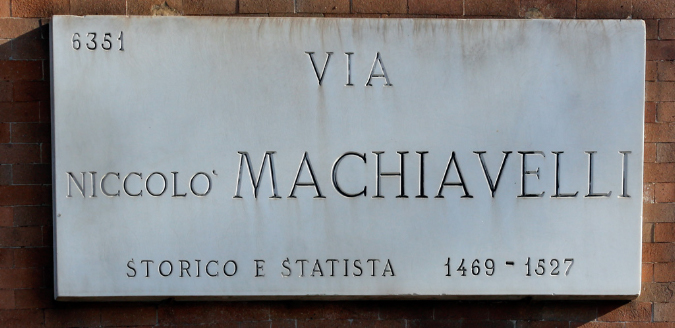 6351
VIA
NICCOLO' MACHIAVELLI
STORICO E STATISTA 1469 - 1527